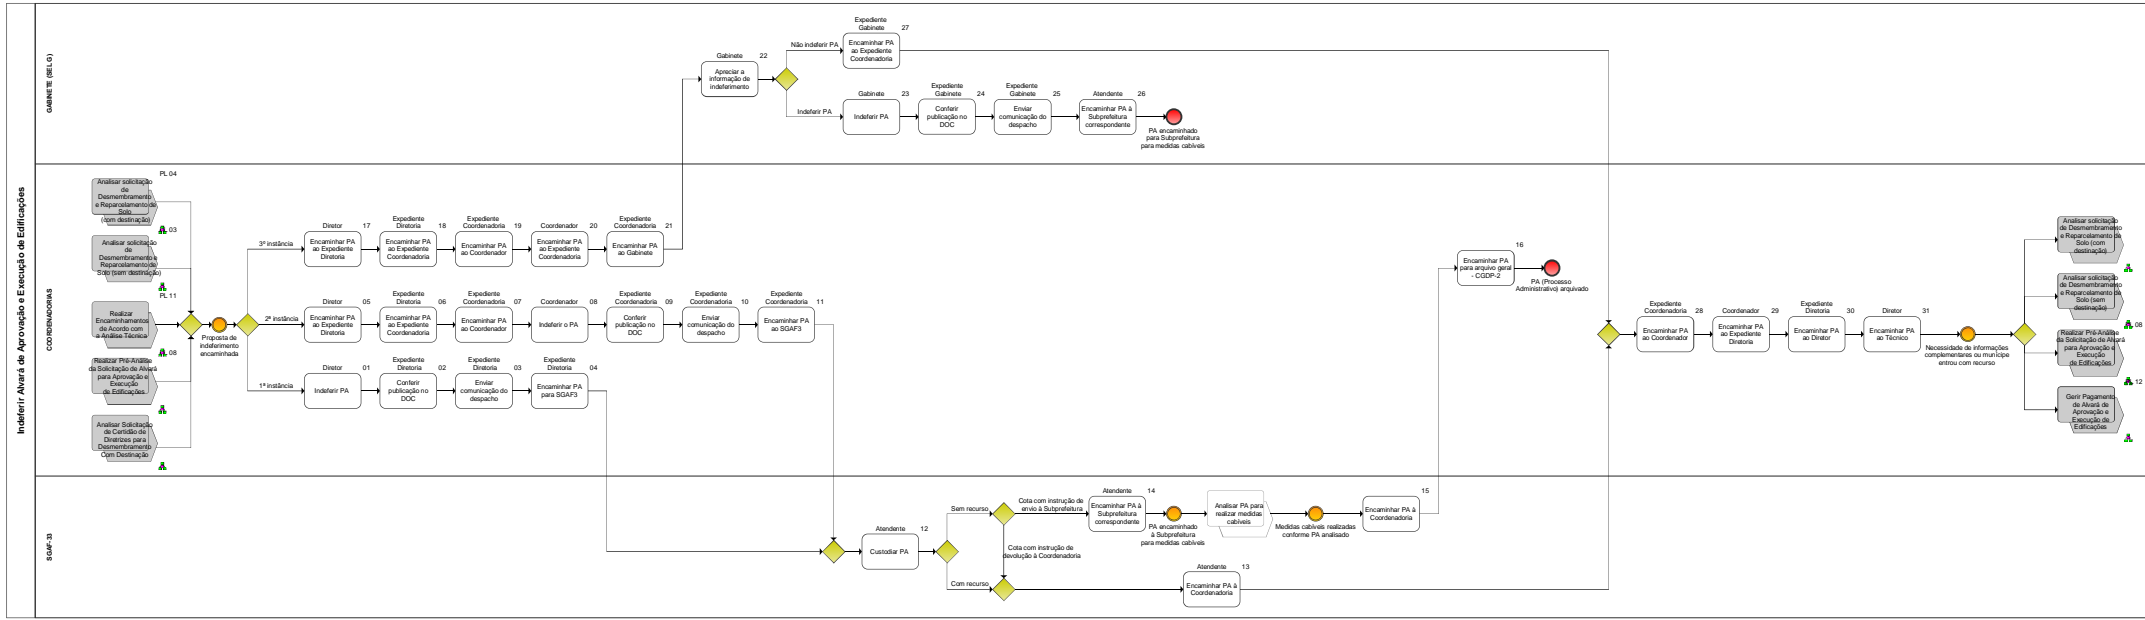 Indeferir Alvará de Aprovação e Execução de Edificações
GABINETE (SEL G)
Gabinete
22
Apreciar a
informação de
indeferimento
Não indeferir PA
Indeferir PA
Expediente
Gabinete
27
Encaminhar PA
ao Expediente
Coordenadoria
Gabinete
23
Indeferir PA
Expediente
Gabinete
24
Conferir
publicação no
DOC
Expediente
Gabinete
25
Enviar
comunicação do
despacho
Atendente
26
Encaminhar PA à
Subprefeitura
correspondente
PA encaminhado
para Subprefeitura
para medidas cabíveis
COORDENADORIAS
PL 04
Analisar solicitação
de
Desmembramento
e Reparcelamento de
Solo
(com destinação)
03
Analisar solicitação
de
Desmembramento e
Reparcelamento de
Solo (sem destinação)
PL 11
Realizar
Encaminhamentos
de Acordo com
a Análise Técnica
08
Realizar Pré-Análise
da Solicitação de Alvará
para Aprovação e
Execução
de Edificações
Analisar Solicitação
de Certidão de
Diretrizes para
Desmembramento
Com Destinação
Proposta de
indeferimento
encaminhada
3º instância
2ª instância
1ª instância
Diretor
17
Encaminhar PA
ao Expediente
Diretoria
Expediente
Diretoria
18
Encaminhar PA
ao Expediente
Coordenadoria
Expediente
Coordenadoria
19
Encaminhar PA
ao Coordenador
Coordenador
20
Encaminhar PA
ao Expediente
Coordenadoria
Expediente
Coordenadoria
21
Encaminhar PA
ao Gabinete
Diretor
05
Encaminhar PA
ao Expediente
Diretoria
Expediente
Diretoria
06
Encaminhar PA
ao Expediente
Coordenadoria
Expediente
Coordenadoria
07
Encaminhar PA
ao Coordenador
Coordenador
08
Indeferir o PA
Expediente
Coordenadoria
09
Conferir
publicação no
DOC
Expediente
Coordenadoria
10
Enviar
comunicação do
despacho
Expediente
Coordenadoria
11
Encaminhar PA
ao SGAF3
Diretor
01
Indeferir PA
Expediente
Diretoria
02
Conferir
publicação no
DOC
Expediente
Diretoria
03
Enviar
comunicação do
despacho
Expediente
Diretoria
04
Encaminhar PA
para SGAF3
16
Encaminhar PA
para arquivo geral
- CGDP-2
PA (Processo
Administrativo) arquivado
Expediente
Coordenadoria
28
Encaminhar PA
ao Coordenador
Coordenador
29
Encaminhar PA
ao Expediente
Diretoria
Expediente
Diretoria
30
Encaminhar PA
ao Diretor
Diretor
31
Encaminhar PA
ao Técnico
Necessidade de informações
complementares ou munícipe
entrou com recurso
Analisar solicitação
de Desmembramento
e Reparcelamento de
Solo (com
destinação)
Analisar solicitação
de Desmembramento
e Reparcelamento de
Solo (sem
destinação)
08
Realizar Pré-Análise
da Solicitação de Alvará
para Aprovação e
Execução
de Edificações
12
Gerir Pagamento
de Alvará de
Aprovação e
Execução de
Edificações
SGAF-33
Atendente
12
Custodiar PA
Sem recurso
Com recurso
Cota com instrução de
envio à Subprefeitura
Cota com instrução de
devolução à Coordenadoria
Atendente
14
Encaminhar PA à
Subprefeitura
correspondente
PA encaminhado
à Subprefeitura
para medidas cabíveis
Analisar PA para
realizar medidas
cabíveis
Medidas cabíveis realizadas
conforme PA analisado
15
Encaminhar PA à
Coordenadoria
Atendente
13
Encaminhar PA à
Coordenadoria